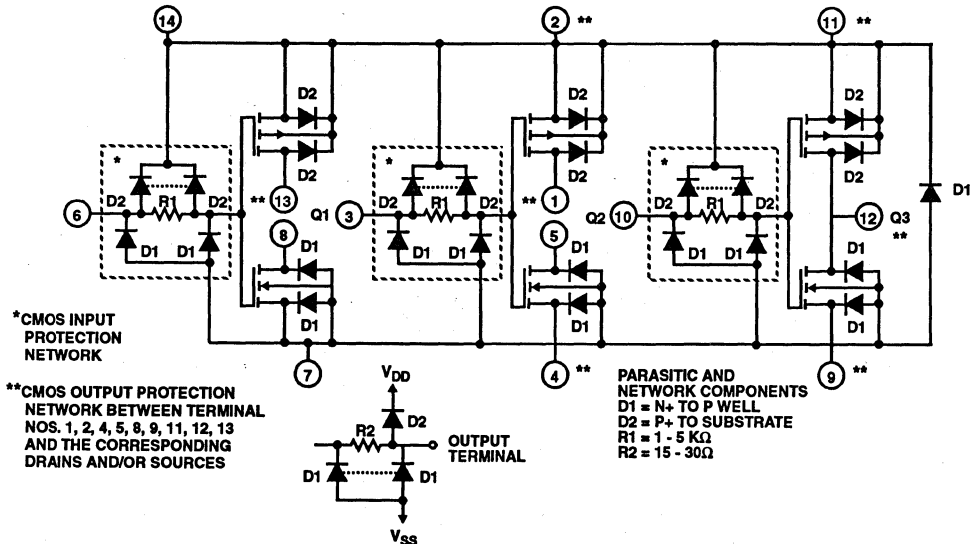 14
2 **
11 **
D2
D2
D2
D2
D2
D2
*
D2 R1 D2
6
D1 D1
** 13
8
D1
D1
*
Q1 3
D2 R1 D2
D1 D1
** 1
5
D1
D1
*
Q2 10
D2 R1 D2
D1 D1
12 Q3
**
D1
D1
D1
7
4 **
9 **
*CMOS INPUT
PROTECTION
NETWORK
**CMOS OUTPUT PROTECTION
NETWORK BETWEEN TERMINAL
NOS. 1, 2, 4, 5, 8, 9, 11, 12, 13
AND THE CORRESPONDING
DRAINS AND/OR SOURCES
VDD
D2
R2
OUTPUT
TERMINAL
D1 D1
VSS
PARASITIC AND
NETWORK COMPONENTS
D1 = N+ TO P WELL
D2 = P+ TO SUBSTRATE
R1 = 1 - 5 KΩ
R2 = 15 - 30Ω